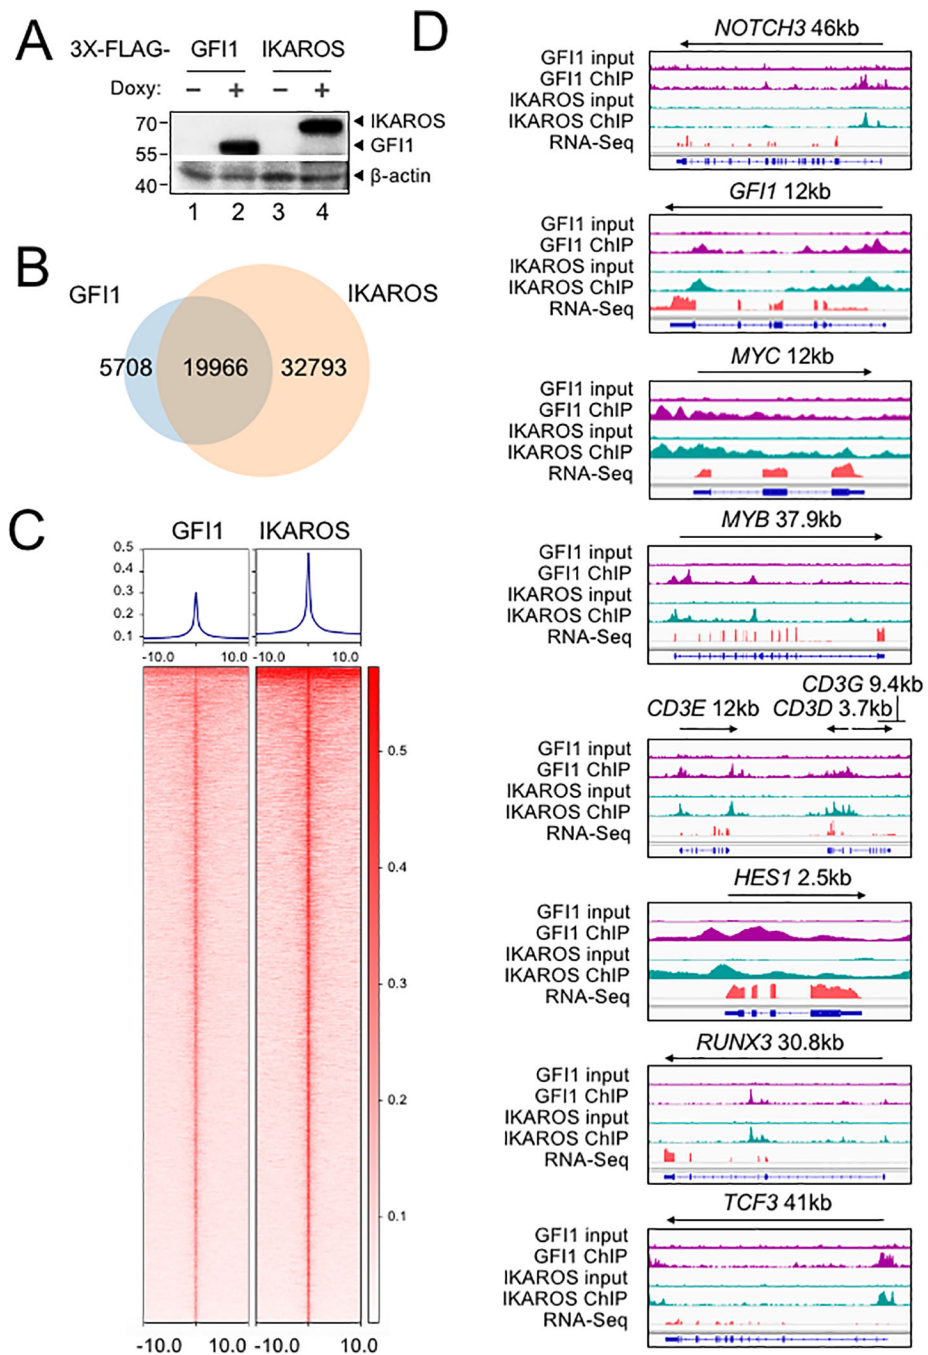 A
3X-FLAG- GFI1 IKAROS
Doxy: − + − +
70 IKAROS
GFI1
55
β-actin
40
1 2 3 4
B
GFI1 IKAROS
5708 19966 32793
C
GFI1 IKAROS
0.5
0.4
0.3
0.2
0.1
-10.0 10.0 -10.0 10.0
0.5
0.4
0.3
0.2
0.1
-10.0 10.0 -10.0 10.0
D
NOTCH3 46kb
GFI1 input
GFI1 ChIP
IKAROS input
IKAROS ChIP
RNA-Seq
GFI1 12kb
GFI1 input
GFI1 ChIP
IKAROS input
IKAROS ChIP
RNA-Seq
MYC 12kb
GFI1 input
GFI1 ChIP
IKAROS input
IKAROS ChIP
RNA-Seq
MYB 37.9kb
GFI1 input
GFI1 ChIP
IKAROS input
IKAROS ChIP
RNA-Seq
CD3G 9.4kb
CD3E 12kb CD3D 3.7kb
GFI1 input
GFI1 ChIP
IKAROS input
IKAROS ChIP
RNA-Seq
HES1 2.5kb
GFI1 input
GFI1 ChIP
IKAROS input
IKAROS ChIP
RNA-Seq
RUNX3 30.8kb
GFI1 input
GFI1 ChIP
IKAROS input
IKAROS ChIP
RNA-Seq
TCF3 41kb
GFI1 input
GFI1 ChIP
IKAROS input
IKAROS ChIP
RNA-Seq